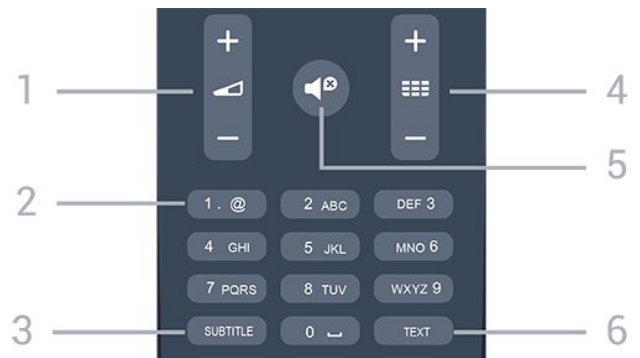 + +
1 4
− −
5
2 1 . @ 2 ABC DEF 3
4 GHI 5 JKL MNO 6
7 PQRS 8 TUV WXYZ 9
3 SUBTITLE 0 ⎵ TEXT 6